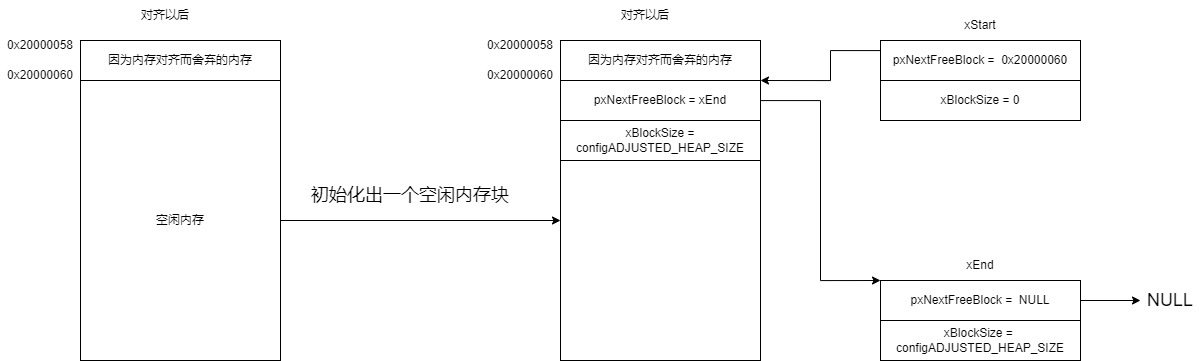 对齐以后
0x20000058
因为内存对齐而舍弃的内存
0x20000060
空闲内存
初始化出一个空闲内存块
对齐以后
0x20000058
因为内存对齐而舍弃的内存
0x20000060
pxNextFreeBlock = xEnd
xBlockSize =
configADJUSTED_HEAP_SIZE
xStart
pxNextFreeBlock = 0x20000060
xBlockSize = 0
xEnd
pxNextFreeBlock = NULL
NULL
xBlockSize =
configADJUSTED_HEAP_SIZE